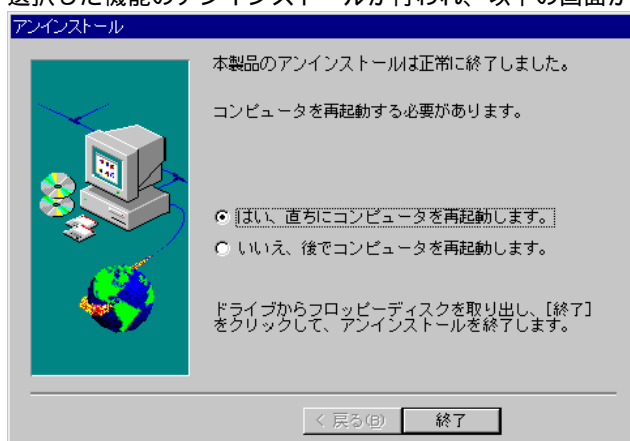 選択した機能のアンインストールが行われ、以下の画面が
アンインストール
本製品のアンインストールは正常に終了しました。
コンピュータを再起動する必要があります。
はい、直ちにコンピュータを再起動します。
いいえ、後でコンピュータを再起動します。
ドライブからフロッピーディスクを取り出し、[終了]
をクリックして、アンインストールを終了します。
< 戻る(B) 終了